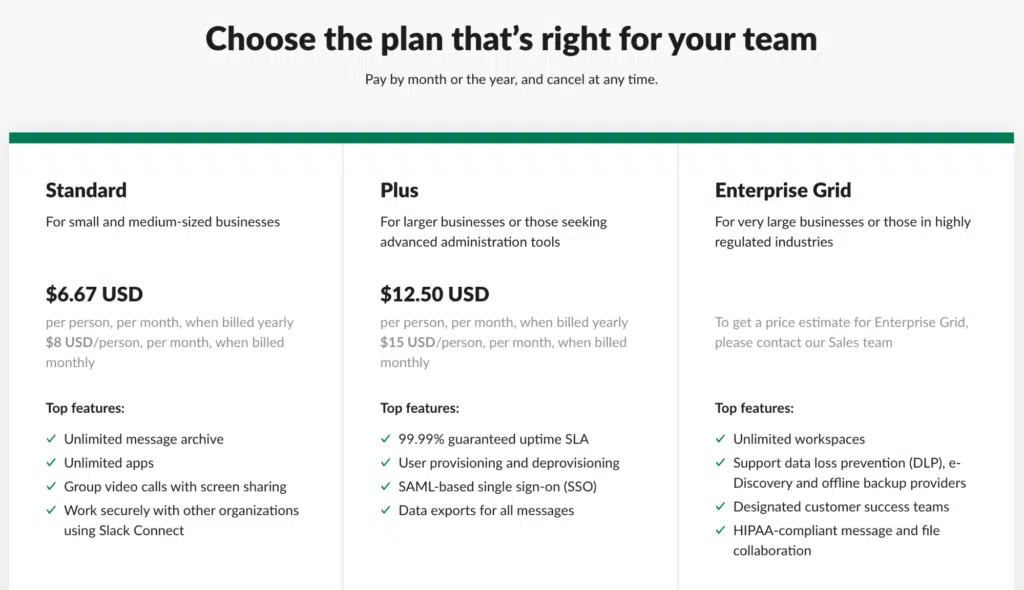 Choose the plan that’s right for your team
Pay by month or the year, and cancel at any time.
Standard
For small and medium-sized businesses
$6.67 USD
per person, per month, when billed yearly
$8 USD/person, per month, when billed
monthly
Top features:
✓ Unlimited message archive
✓ Unlimited apps
✓ Group video calls with screen sharing
✓ Work securely with other organizations
using Slack Connect
Plus
For larger businesses or those seeking
advanced administration tools
$12.50 USD
per person, per month, when billed yearly
$15 USD/person, per month, when billed
monthly
Top features:
✓ 99.99% guaranteed uptime SLA
✓ User provisioning and deprovisioning
✓ SAML-based single sign-on (SSO)
✓ Data exports for all messages
Enterprise Grid
For very large businesses or those in highly
regulated industries
To get a price estimate for Enterprise Grid,
please contact our Sales team
Top features:
✓ Unlimited workspaces
✓ Support data loss prevention (DLP), e-
Discovery and offline backup providers
✓ Designated customer success teams
✓ HIPAA-compliant message and file
collaboration